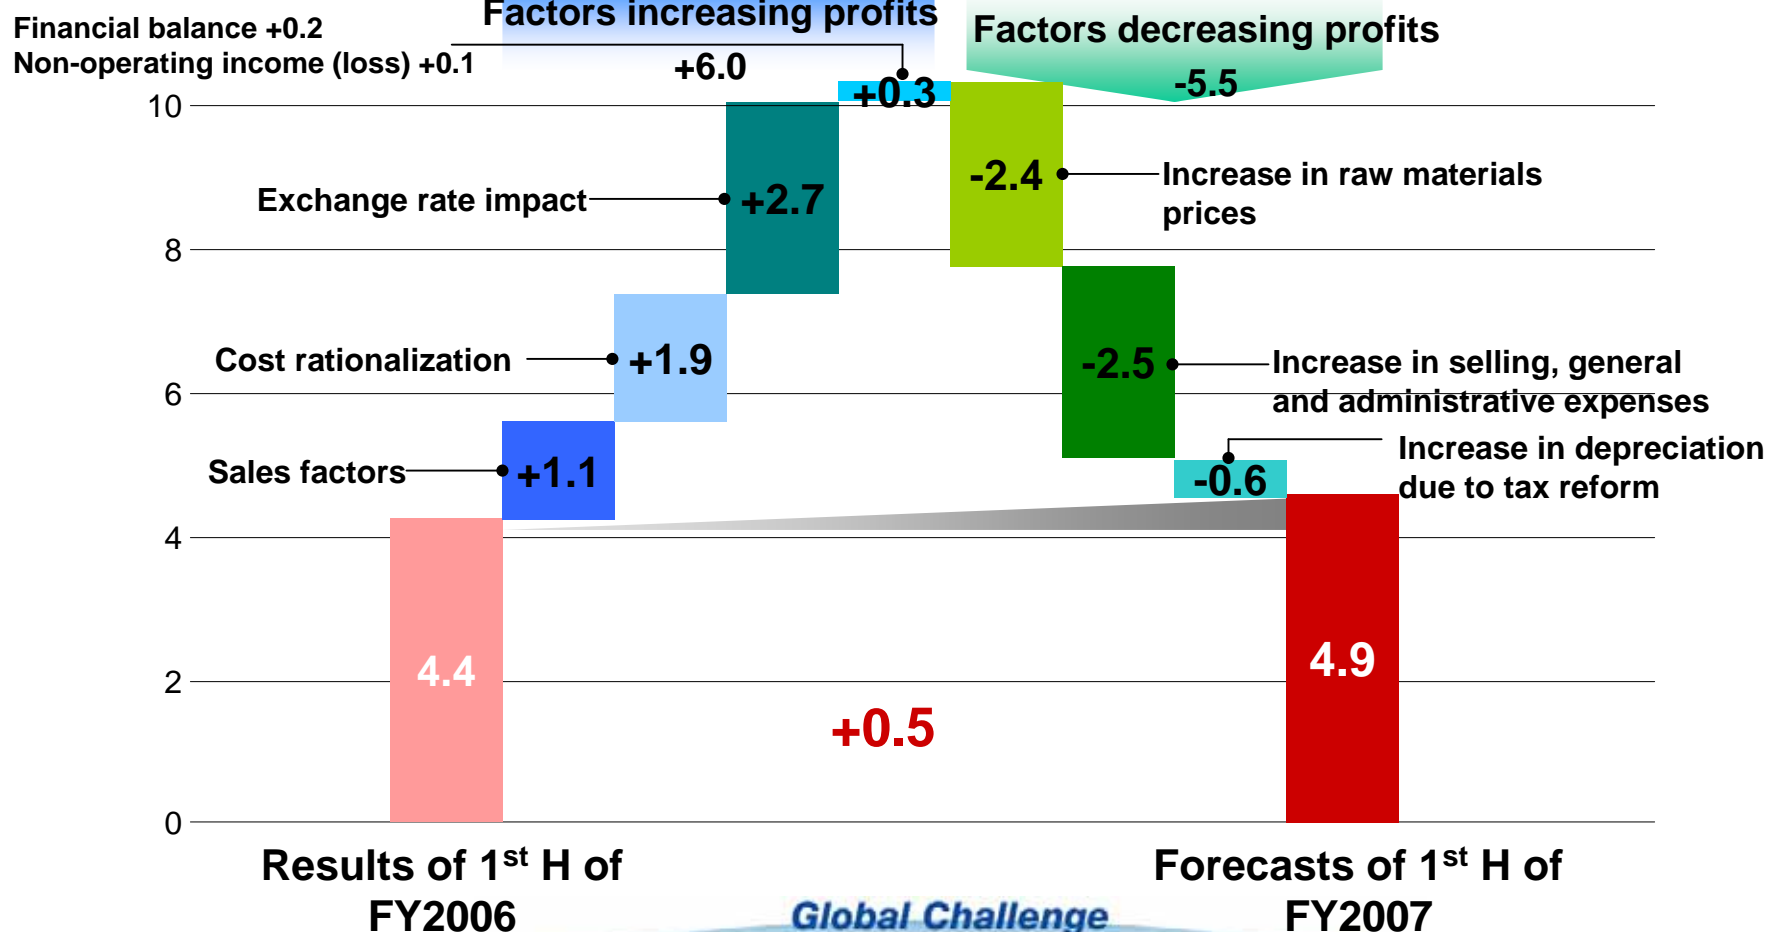 Factors increasing profits
+6.0
Factors decreasing profits
-5.5
Financial balance +0.2
Non-operating income (loss) +0.1
+0.3
10
8
6
4
2
0
Exchange rate impact
+2.7
-2.4
Increase in raw materials
prices
Cost rationalization
+1.9
-2.5
Increase in selling, general
and administrative expenses
Sales factors
+1.1
-0.6
Increase in depreciation
due to tax reform
4.4
4.9
+0.5
Results of 1st H of
FY2006
Forecasts of 1st H of
FY2007
Global Challenge